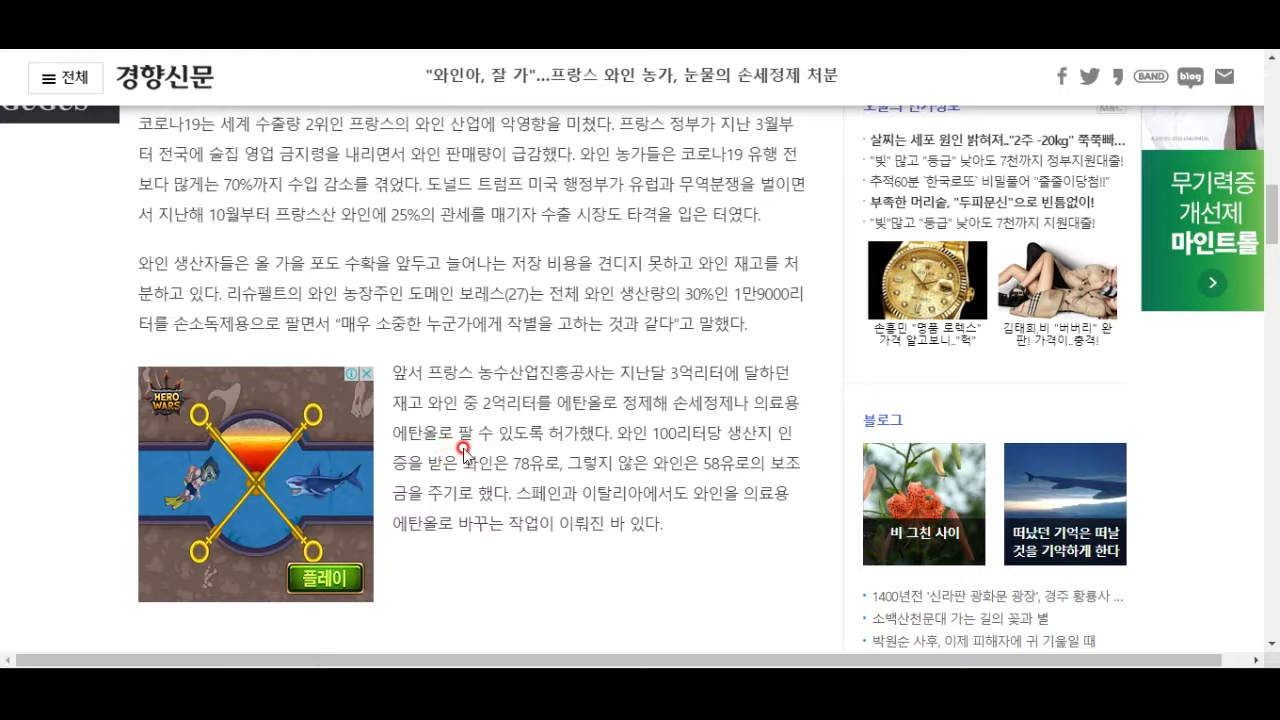 전체
경향신문
"와인아, 잘 가"...프랑스 와인 농가, 눈물의 손세정제 처분
BAND
blog
코로나19는 세계 수출량 2위인 프랑스의 와인 산업에 악영향을 미쳤다. 프랑스 정부가 지난 3월부
터 전국에 술집 영업 금지령을 내리면서 와인 판매량이 급감했다. 와인 농가들은 코로나19 유행 전
보다 많게는 70%까지 수입 감소를 겪었다. 도널드 트럼프 미국 행정부가 유럽과 무역분쟁을 벌이면
서 지난해 10월부터 프랑스산 와인에 25%의 관세를 매기자 수출 시장도 타격을 입은 터였다.
와인 생산자들은 올 가을 포도 수확을 앞두고 늘어나는 저장 비용을 견디지 못하고 와인 재고를 처
분하고 있다. 리슈펠트의 와인 농장주인 도메인 보레스(27)는 전체 와인 생산량의 30%인 1만9000리
터를 손소독제용으로 팔면서 “매우 소중한 누군가에게 작별을 고하는 것과 같다”고 말했다.
HERO
WARS
플레이
앞서 프랑스 농수산업진흥공사는 지난달 3억리터에 달하던
재고 와인 중 2억리터를 에탄올로 정제해 손세정제나 의료용
에탄올로 팔 수 있도록 허가했다. 와인 100리터당 생산지 인
증을 받은 와인은 78유로, 그렇지 않은 와인은 58유로의 보조
금을 주기로 했다. 스페인과 이탈리아에서도 와인을 의료용
에탄올로 바꾸는 작업이 이뤄진 바 있다.
살찌는 세포 원인 밝혀져.."2주 -20kg" 쭉쭉빠...
"빚" 많고 "등급" 낮아도 7천까지 정부지원대출!
추적60분 `한국로또` 비밀풀어 "줄줄이당첨!!"
부족한 머리숱, "두피문신"으로 빈틈없이!
"빚"많고 "등급" 낮아도 7천까지 지원대출!
손흥민 "명품 로렉스"
가격 알고보니.."헉"
김태희,비 "버버리" 완
판! 가격이..충격!
블로그
비 그친 사이
떠났던 기억은 떠날
것을 기약하게 한다
1400년전 '신라판 광화문 광장', 경주 황룡사 ...
소백산천문대 가는 길의 꽃과 별
박원순 사후, 이제 피해자에 귀 기울일 때
무기력증
개선제
마인트롤